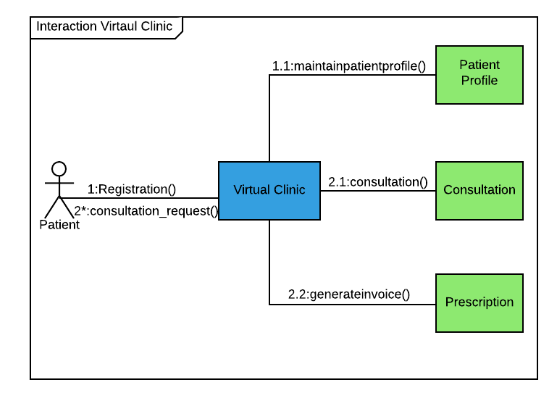 Interaction Virtaul Clinic
1.1:maintainpatientprofile()
Patient
Profile
1:Registration()
Virtual Clinic
2.1:consultation()
Consultation
2*:consultation_request()
Patient
2.2:generateinvoice()
Prescription